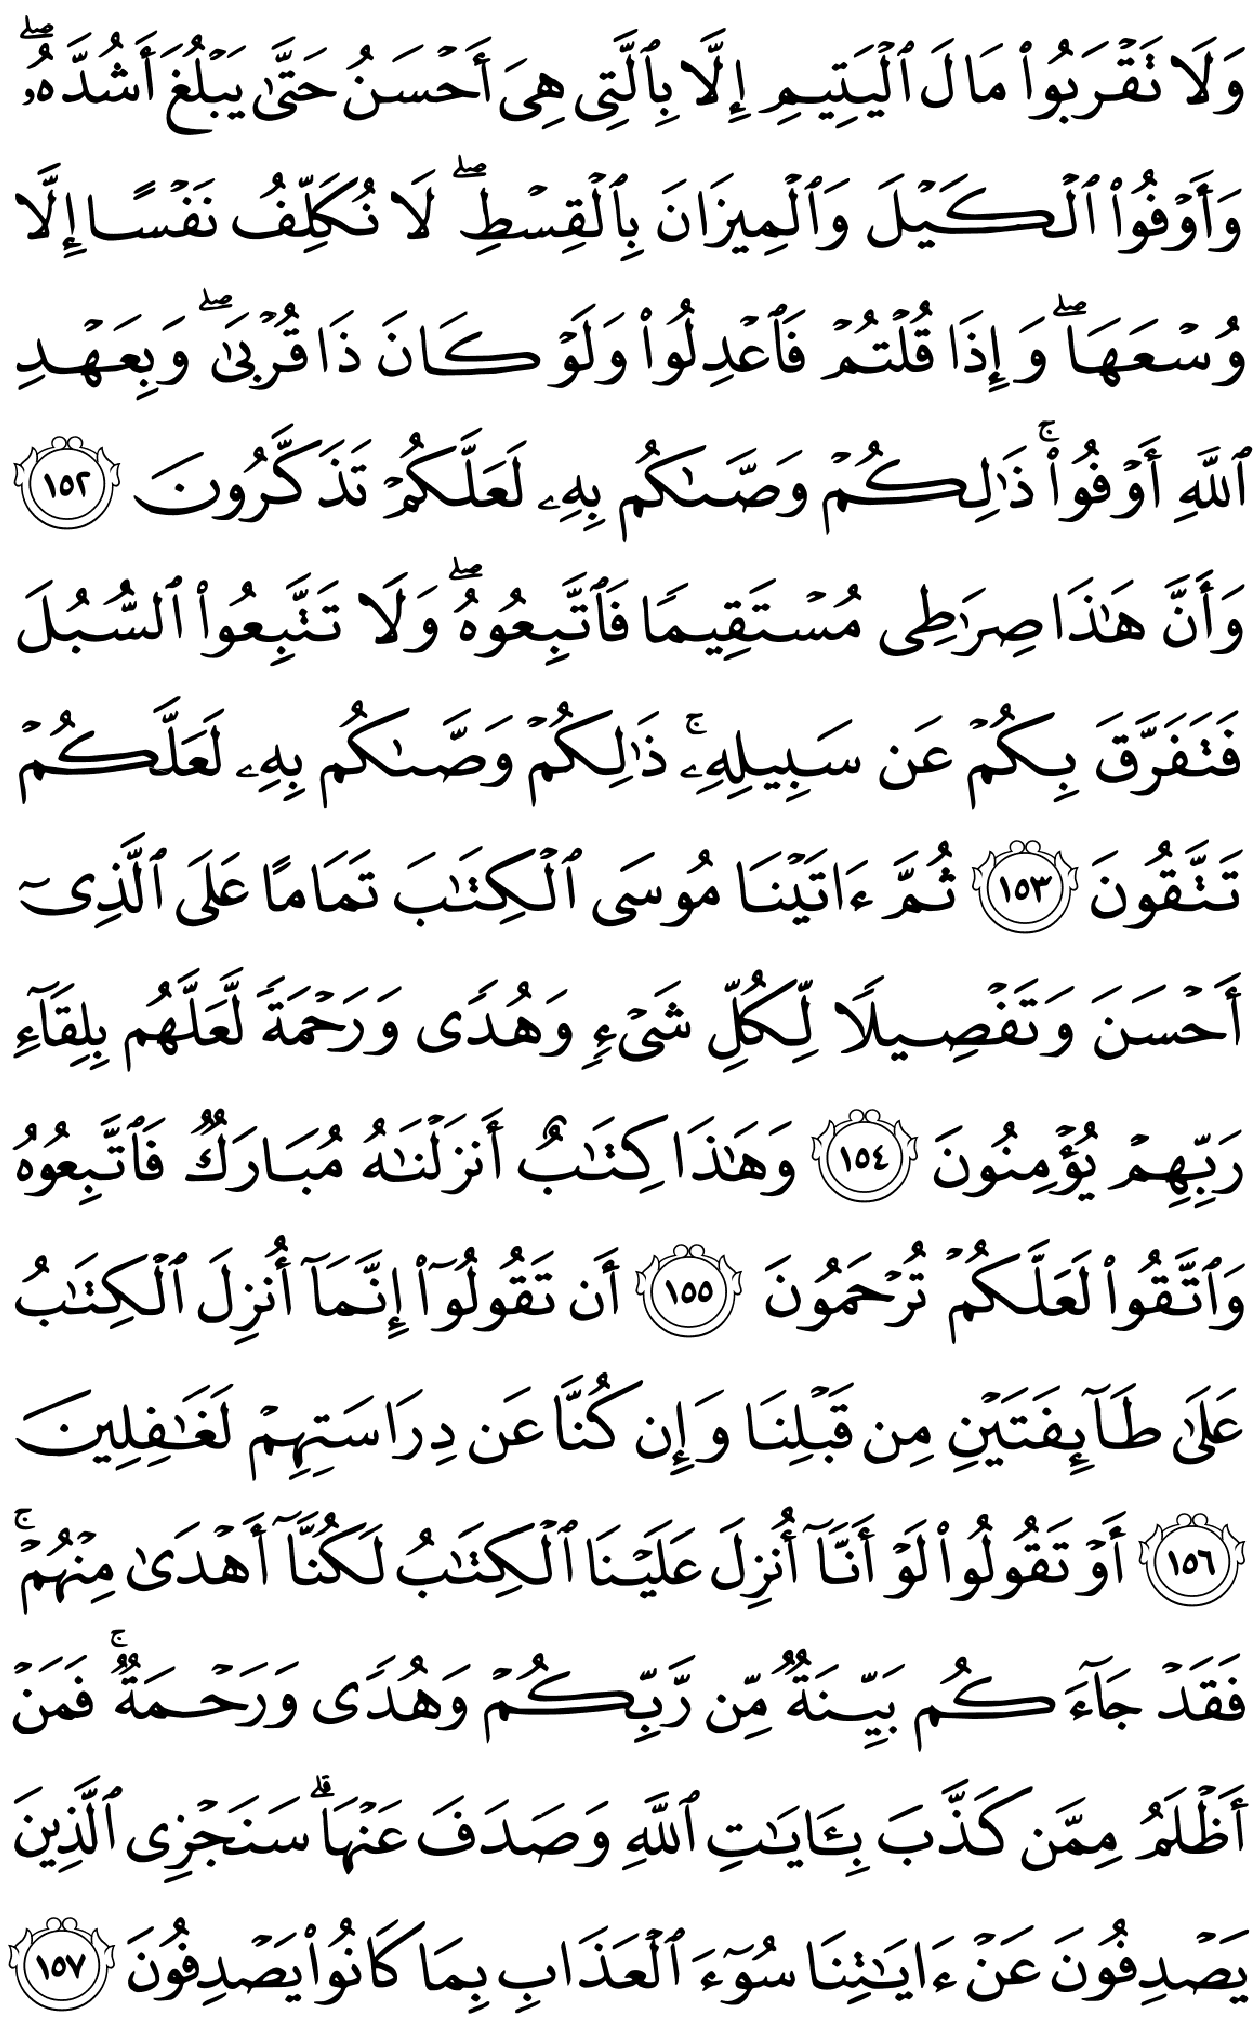 وَلَا تَقْرَبُوا۟ مَالَ ٱلْيَتِيمِ إِلَّا بِٱلَّتِى هِىَ أَحْسَنُ حَتَّىٰ يَبْلُغَ أَشُدَّهُۥ ۖ
وَأَوْفُوا۟ ٱلْكَيْلَ وَٱلْمِيزَانَ بِٱلْقِسْطِ ۖ لَا نُكَلِّفُ نَفْسًا إِلَّا
وُسْعَهَا ۖ وَإِذَا قُلْتُمْ فَٱعْدِلُوا۟ وَلَوْ كَانَ ذَا قُرْبَىٰ ۖ وَبِعَهْدِ
ٱللَّهِ أَوْفُوا۟ ۚ ذَٰلِكُمْ وَصَّىٰكُم بِهِۦ لَعَلَّكُمْ تَذَكَّرُونَ ١٥٢
وَأَنَّ هَـٰذَا صِرَٰطِى مُسْتَقِيمًا فَٱتَّبِعُوهُ ۖ وَلَا تَتَّبِعُوا۟ ٱلسُّبُلَ
فَتَفَرَّقَ بِكُمْ عَن سَبِيلِهِۦ ۚ ذَٰلِكُمْ وَصَّىٰكُم بِهِۦ لَعَلَّكُمْ
تَتَّقُونَ ١٥٣ ثُمَّ ءَاتَيْنَا مُوسَى ٱلْكِتَـٰبَ تَمَامًا عَلَى ٱلَّذِىٓ
أَحْسَنَ وَتَفْصِيلًا لِّكُلِّ شَىْءٍ وَهُدًى وَرَحْمَةً لَّعَلَّهُم بِلِقَآءِ
رَبِّهِمْ يُؤْمِنُونَ ١٥٤ وَهَـٰذَا كِتَـٰبٌ أَنزَلْنَـٰهُ مُبَارَكٌ فَٱتَّبِعُوهُ
وَٱتَّقُوا۟ لَعَلَّكُمْ تُرْحَمُونَ ١٥٥ أَن تَقُولُوٓا۟ إِنَّمَآ أُنزِلَ ٱلْكِتَـٰبُ
عَلَىٰ طَآئِفَتَيْنِ مِن قَبْلِنَا وَإِن كُنَّا عَن دِرَاسَتِهِمْ لَغَـٰفِلِينَ
١٥٦ أَوْ تَقُولُوا۟ لَوْ أَنَّآ أُنزِلَ عَلَيْنَا ٱلْكِتَـٰبُ لَكُنَّآ أَهْدَىٰ مِنْهُمْ ۚ
فَقَدْ جَآءَكُم بَيِّنَةٌ مِّن رَّبِّكُمْ وَهُدًى وَرَحْمَةٌ ۚ فَمَنْ
أَظْلَمُ مِمَّن كَذَّبَ بِـَٔايَـٰتِ ٱللَّهِ وَصَدَفَ عَنْهَا ۗ سَنَجْزِى ٱلَّذِينَ
يَصْدِفُونَ عَنْ ءَايَـٰتِنَا سُوٓءَ ٱلْعَذَابِ بِمَا كَانُوا۟ يَصْدِفُونَ ١٥٧